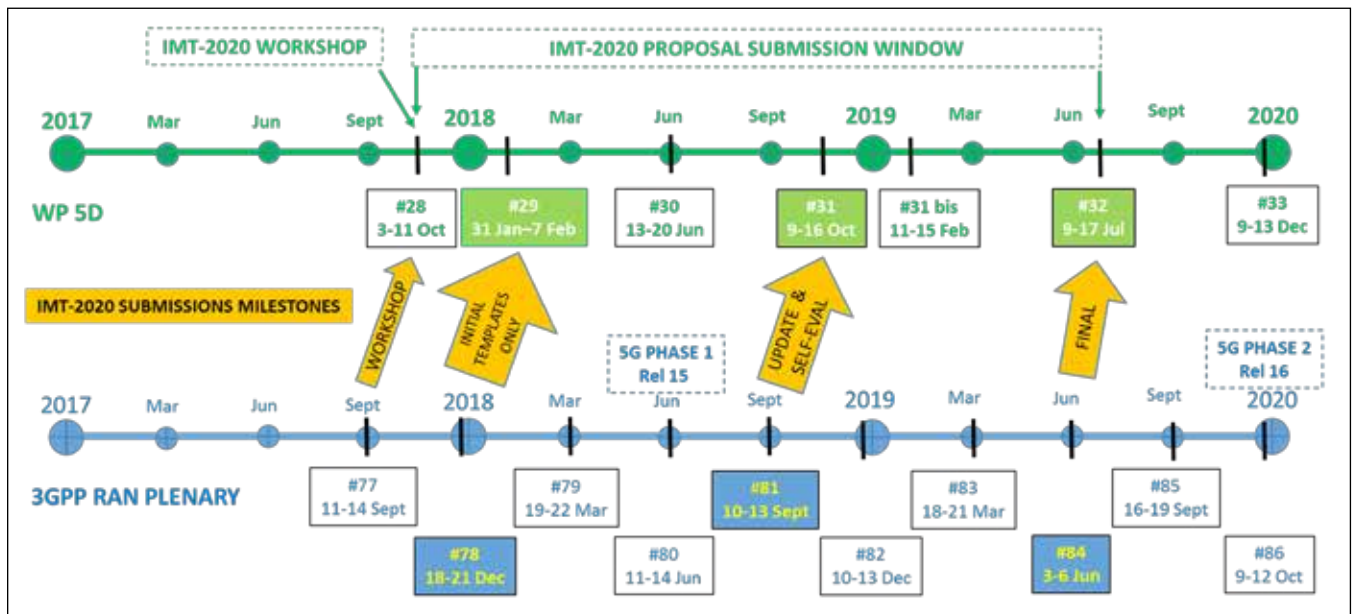 IMT-2020 WORKSHOP
IMT-2020 PROPOSAL SUBMISSION WINDOW
2017 Mar Jun Sept 2018 Mar Jun Sept 2019 Mar Jun Sept 2020
WP 5D
#28
3-11 Oct
#29
31 Jan–7 Feb
#30
13-20 Jun
#31
9-16 Oct
#31 bis
11-15 Feb
#32
9-17 Jul
#33
9-13 Dec
IMT-2020 SUBMISSIONS MILESTONES
WORKSHOP
INITIAL
TEMPLATES
ONLY
UPDATE &
SELF-EVAL
FINAL
5G PHASE 1
Rel 15
5G PHASE 2
Rel 16
2017 Mar Jun Sept 2018 Mar Jun Sept 2019 Mar Jun Sept 2020
3GPP RAN PLENARY
#77
11-14 Sept
#79
19-22 Mar
#81
10-13 Sept
#83
18-21 Mar
#85
16-19 Sept
#78
18-21 Dec
#80
11-14 Jun
#82
10-13 Dec
#84
3-6 Jun
#86
9-12 Oct